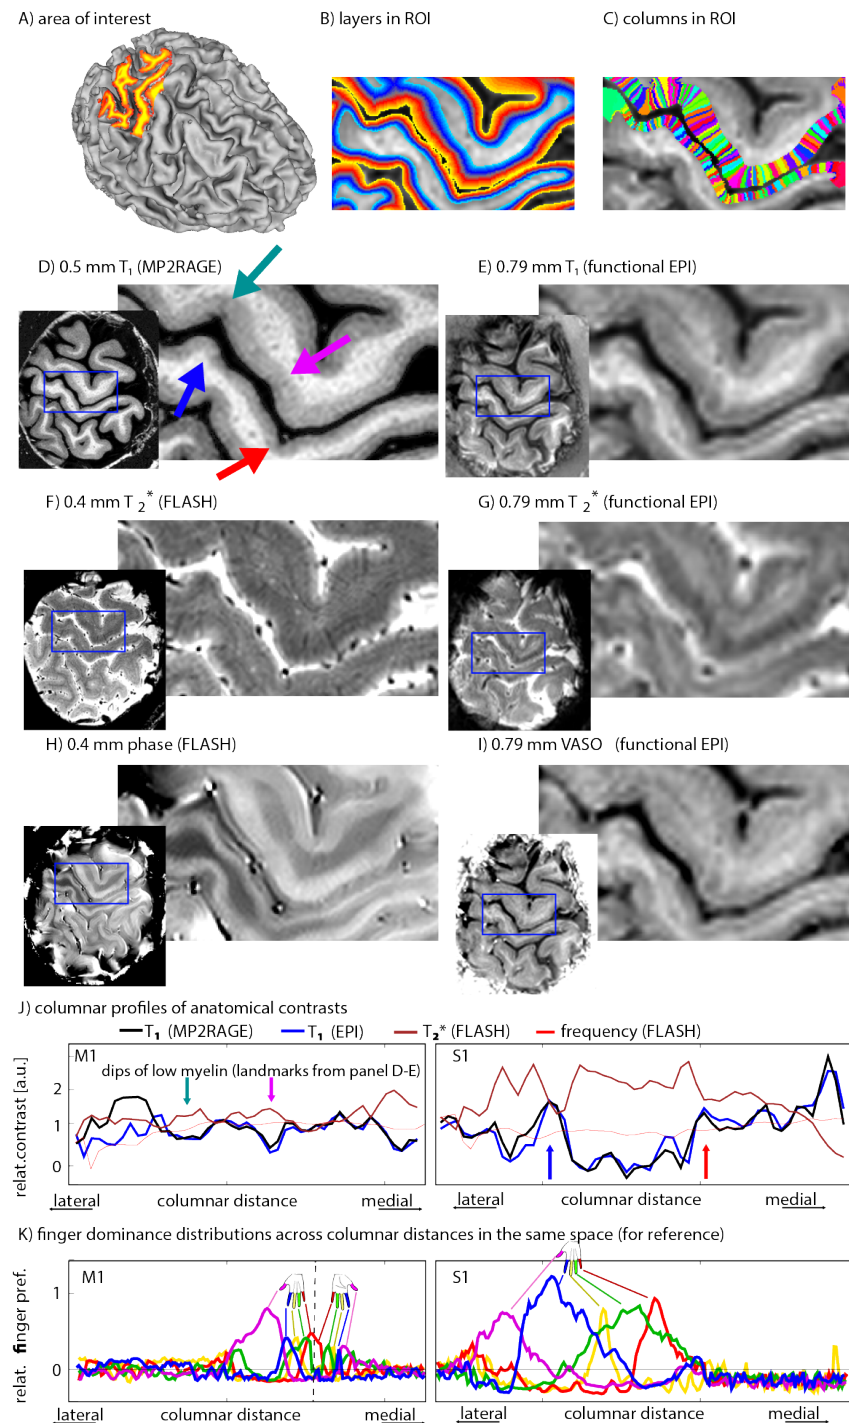 A) area of interest
B) layers in ROI
C) columns in ROI
D) 0.5 mm T1 (MP2RAGE)
E) 0.79 mm T1 (functional EPI)
F) 0.4 mm T2* (FLASH)
G) 0.79 mm T2* (functional EPI)
H) 0.4 mm phase (FLASH)
I) 0.79 mm VASO (functional EPI)
J) columnar profiles of anatomical contrasts
T1 (MP2RAGE) T1 (EPI) T2* (FLASH) frequency (FLASH)
M1
S1
dips of low myelin (landmarks from panel D-E)
relat.contrast [a.u.]
2
1
0
lateral columnar distance medial
lateral columnar distance medial
K) finger dominance distributions across columnar distances in the same space (for reference)
M1
S1
relat. finger pref.
1
0
lateral columnar distance medial
lateral columnar distance medial